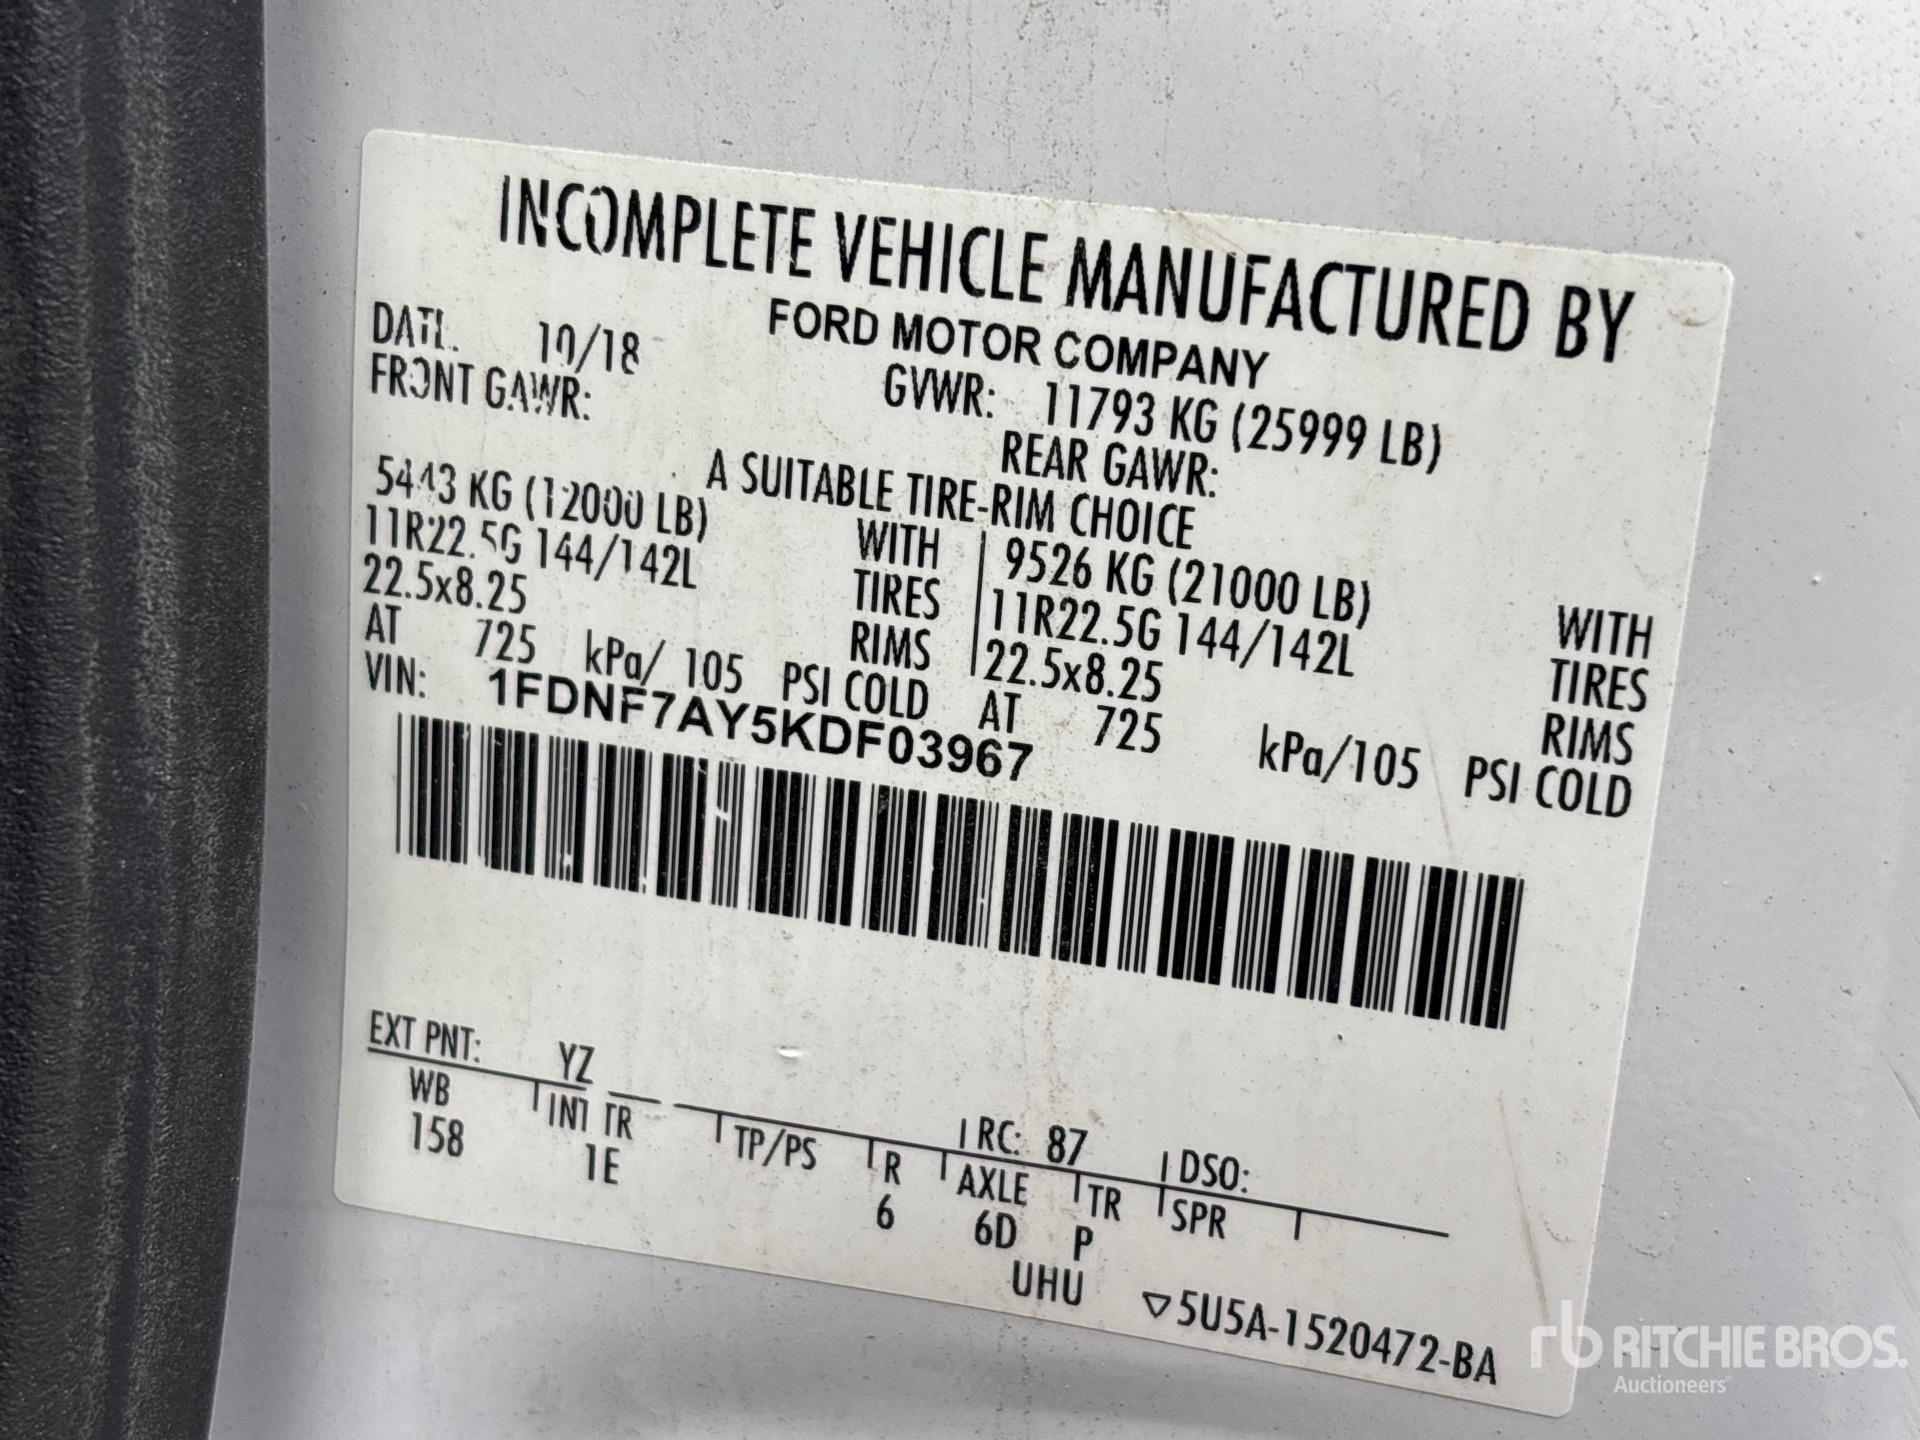 INCOMPLETE VEHICLE MANUFACTURED BY
FORD MOTOR COMPANY
DATE: 10/18 GVWR: 11793 KG (25999 LB)
FRONT GAWR: REAR GAWR:
A SUITABLE TIRE-RIM CHOICE
5443 KG (12000 LB) WITH 9526 KG (21000 LB) WITH
11R22.5G 144/142L TIRES 11R22.5G 144/142L TIRES
22.5x8.25 RIMS 22.5x8.25 RIMS
AT 725 kPa/ 105 PSI COLD AT 725 kPa/105 PSI COLD
VIN: 1FDNF7AY5KDF03967
EXT PNT: YZ RC: 87 DSO:
WB INT TR TP/PS R AXLE TR SPR
158 1E 6 6D P
UHU
▽5U5A-1520472-BA
rb RITCHIE BROS.
Auctioneers